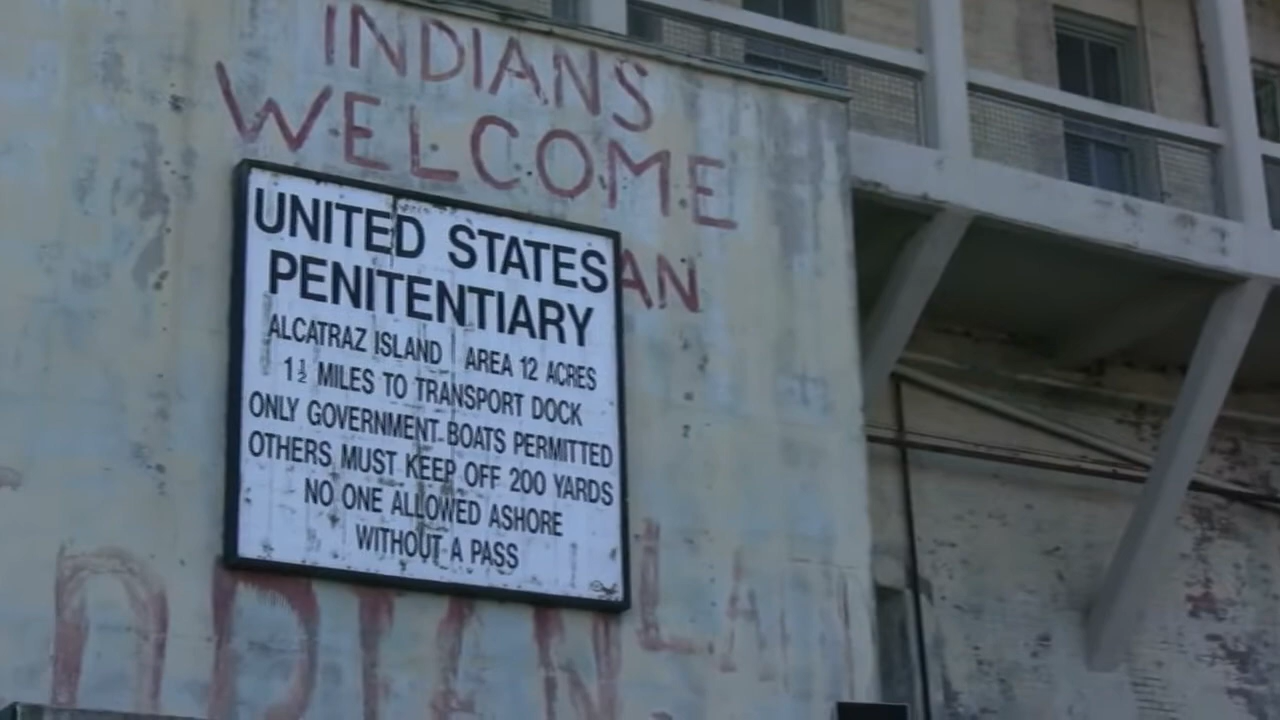 INDIANS
WELCOME
UNITED STATES
PENITENTIARY
ALCATRAZ ISLAND AREA 12 ACRES
1½ MILES TO TRANSPORT DOCK
ONLY GOVERNMENT BOATS PERMITTED
OTHERS MUST KEEP OFF 200 YARDS
NO ONE ALLOWED ASHORE
WITHOUT A PASS